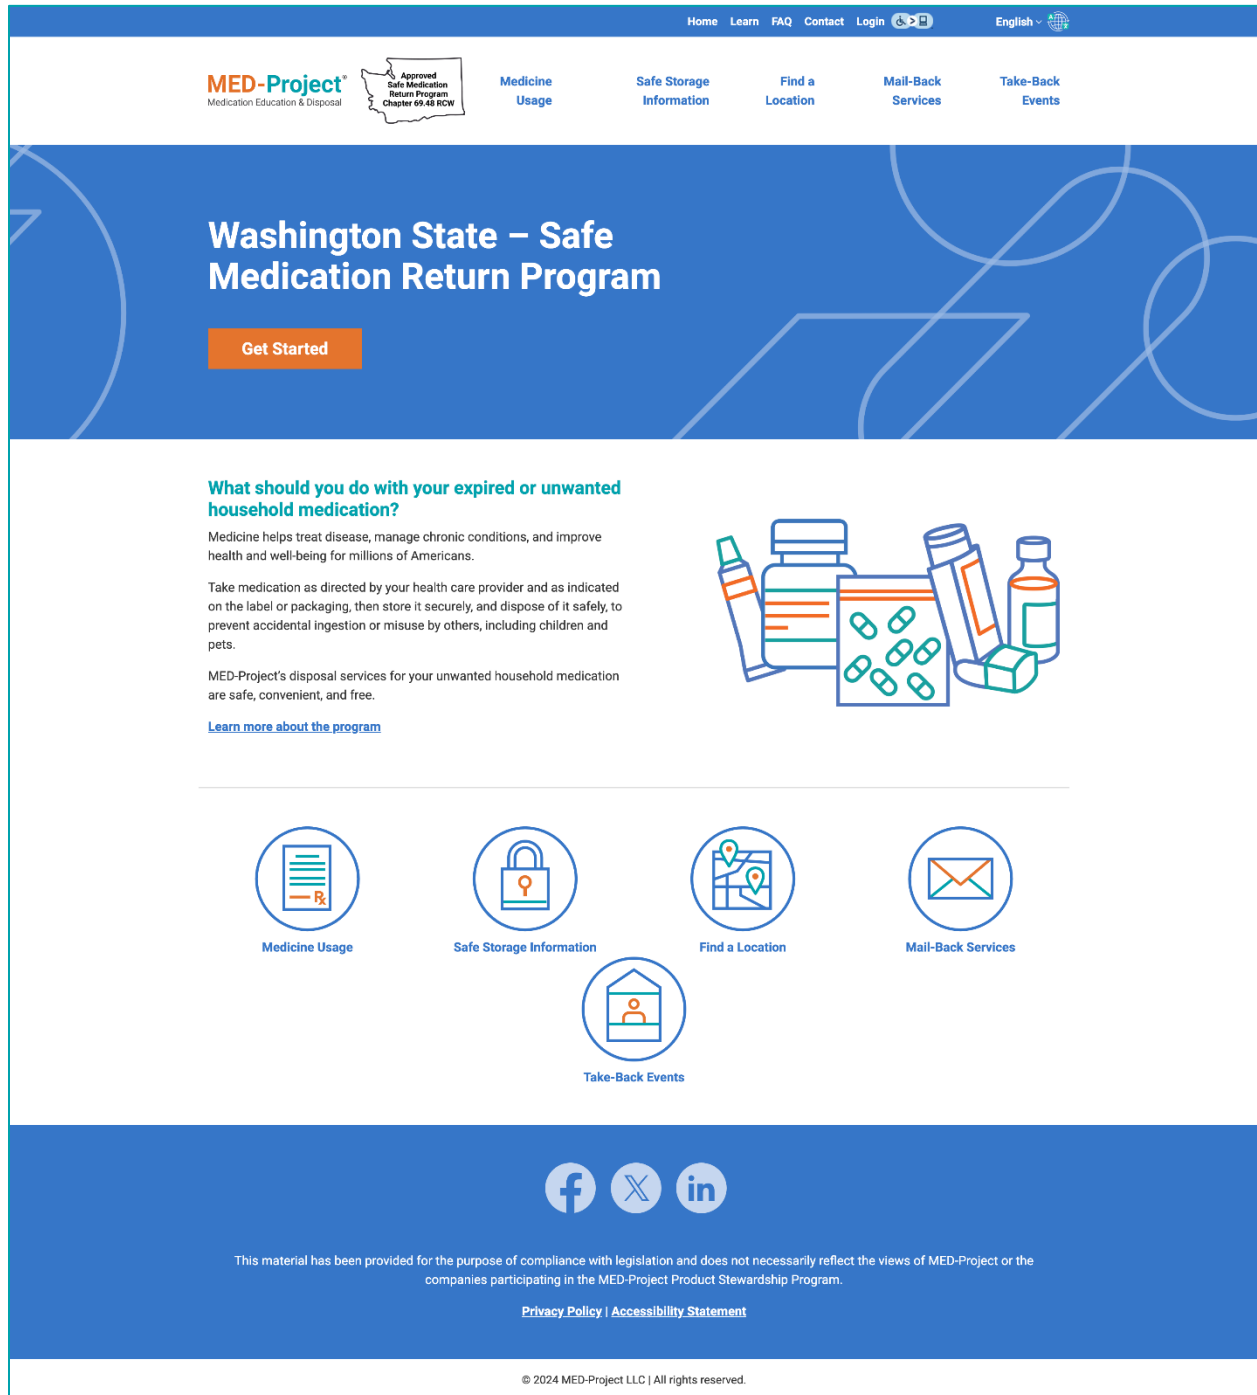 Home Learn FAQ Contact Login English
MED-Project®
Medication Education & Disposal
Approved
Safe Medication
Return Program
Chapter 69.48 RCW
Medicine
Usage
Safe Storage
Information
Find a
Location
Mail-Back
Services
Take-Back
Events
Washington State – Safe
Medication Return Program
Get Started
What should you do with your expired or unwanted
household medication?
Medicine helps treat disease, manage chronic conditions, and improve
health and well-being for millions of Americans.
Take medication as directed by your health care provider and as indicated
on the label or packaging, then store it securely, and dispose of it safely, to
prevent accidental ingestion or misuse by others, including children and
pets.
MED-Project's disposal services for your unwanted household medication
are safe, convenient, and free.
Learn more about the program
Rx
Medicine Usage
Safe Storage Information
Find a Location
Mail-Back Services
Take-Back Events
This material has been provided for the purpose of compliance with legislation and does not necessarily reflect the views of MED-Project or the
companies participating in the MED-Project Product Stewardship Program.
Privacy Policy | Accessibility Statement
© 2024 MED-Project LLC | All rights reserved.